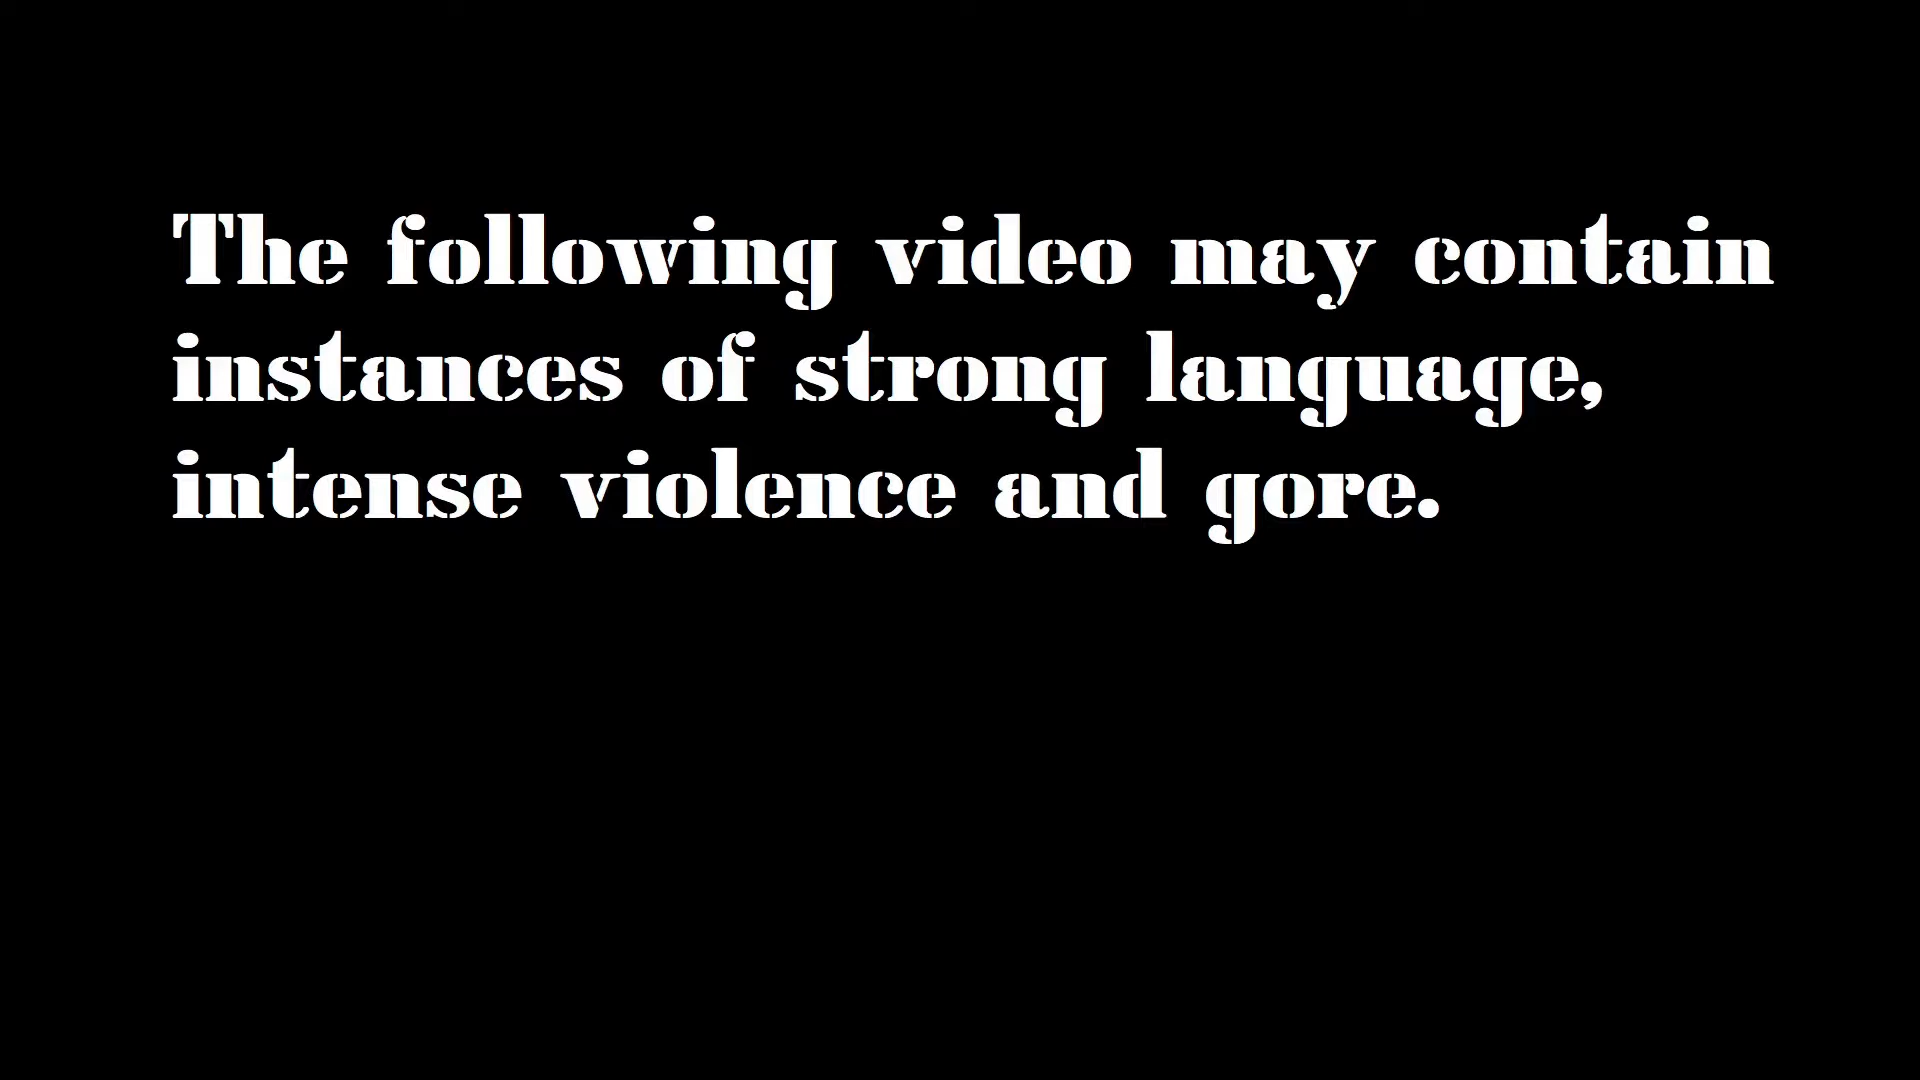 The following video may contain
instances of strong language,
intense violence and gore.